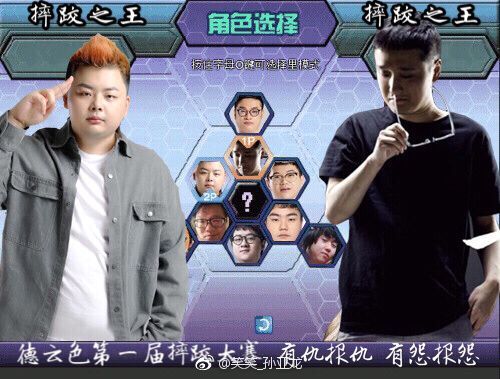 摔跤之王
角色选择
摔跤之王
按住字母O键可选择里模式
1P
2P
?
德云色第一届摔跤大赛 有仇报仇 有怨报怨
@笑笑_孙亚龙